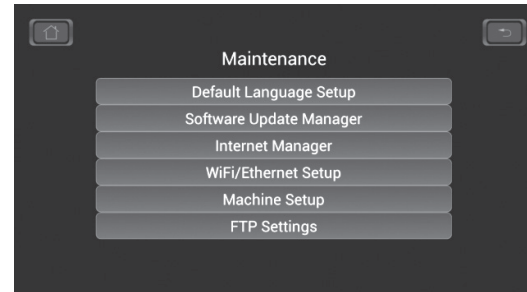 Maintenance
Default Language Setup
Software Update Manager
Internet Manager
WiFi/Ethernet Setup
Machine Setup
FTP Settings